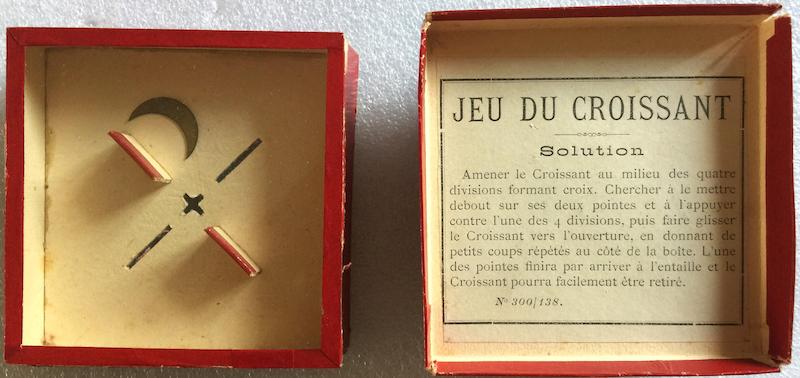 JEU DU CROISSANT
Solution
Amener le Croissant au milieu des quatre
divisions formant croix. Chercher à le mettre
debout sur ses deux pointes et à l'appuyer
contre l'une des 4 divisions, puis faire glisser
le Croissant vers l'ouverture, en donnant de
petits coups répétés au côté de la boîte. L'une
des pointes finira par arriver à l'entaille et le
Croissant pourra facilement être retiré.
Nº 300/138.